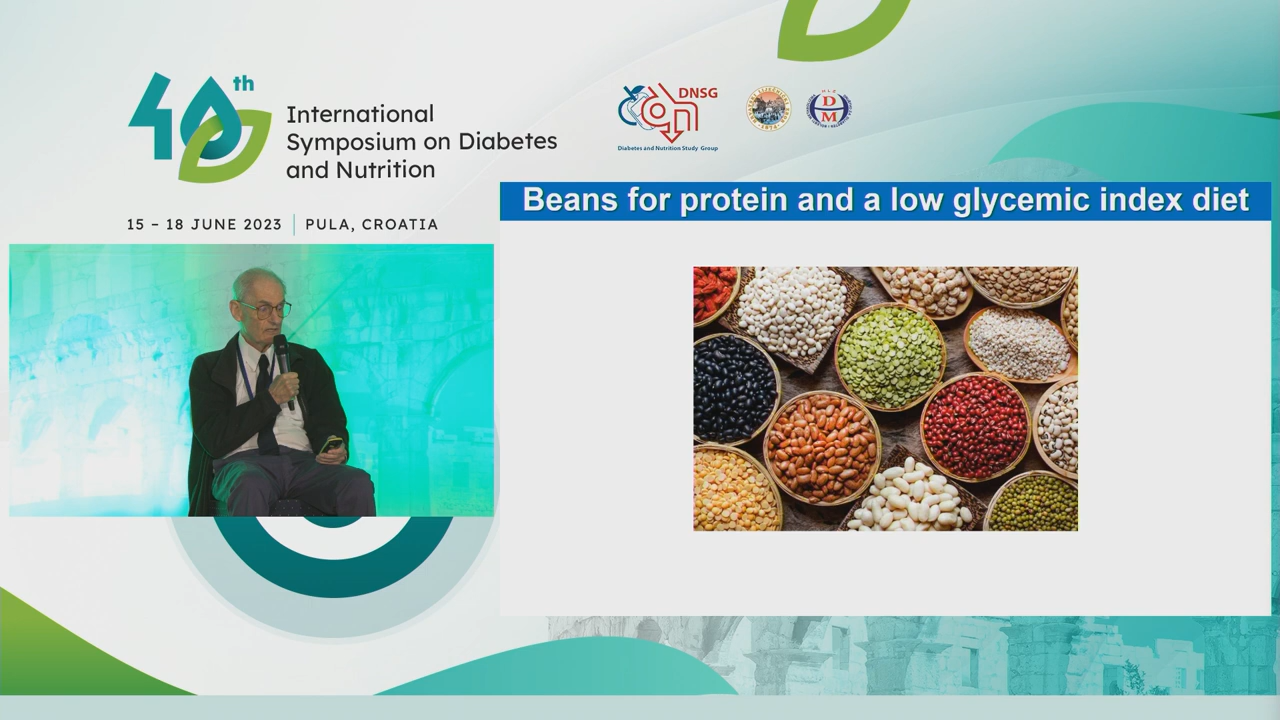 40th
International
Symposium on Diabetes
and Nutrition
15 – 18 JUNE 2023 | PULA, CROATIA
DNSG
Diabetes and Nutrition Study Group
D
M
Beans for protein and a low glycemic index diet